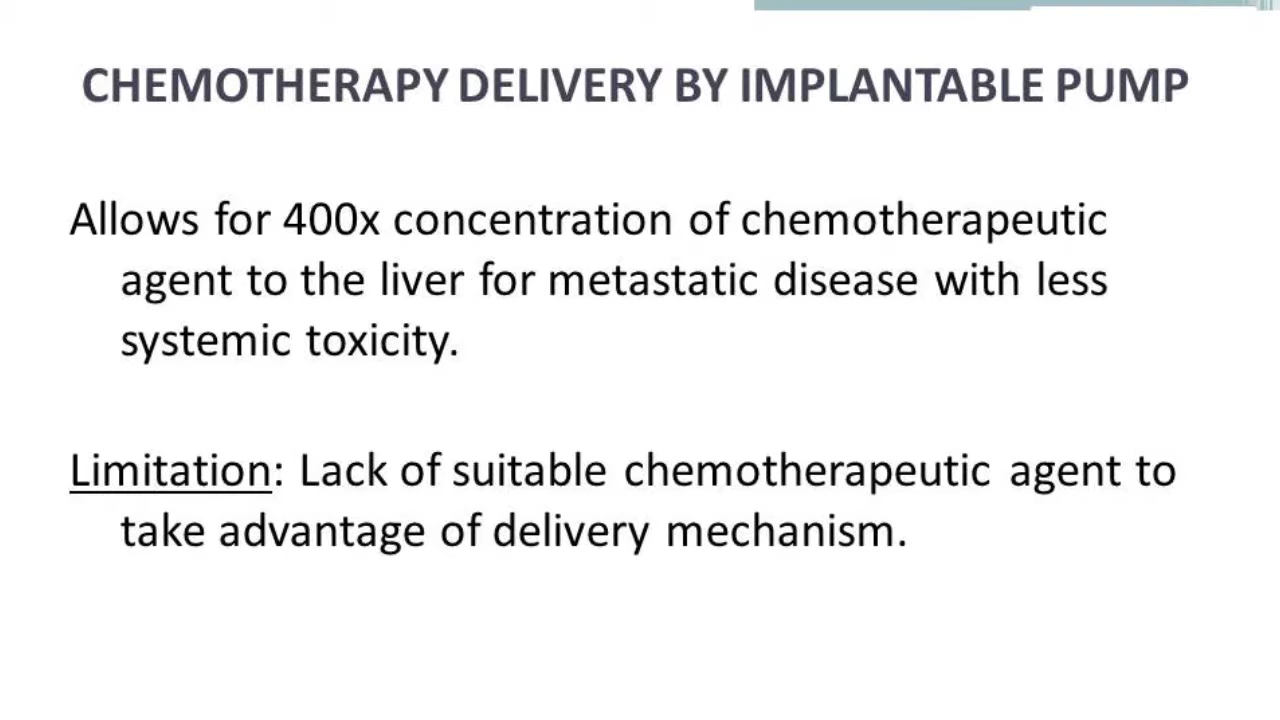 CHEMOTHERAPY DELIVERY BY IMPLANTABLE PUMP
Allows for 400x concentration of chemotherapeutic
agent to the liver for metastatic disease with less
systemic toxicity.
Limitation: Lack of suitable chemotherapeutic agent to
take advantage of delivery mechanism.